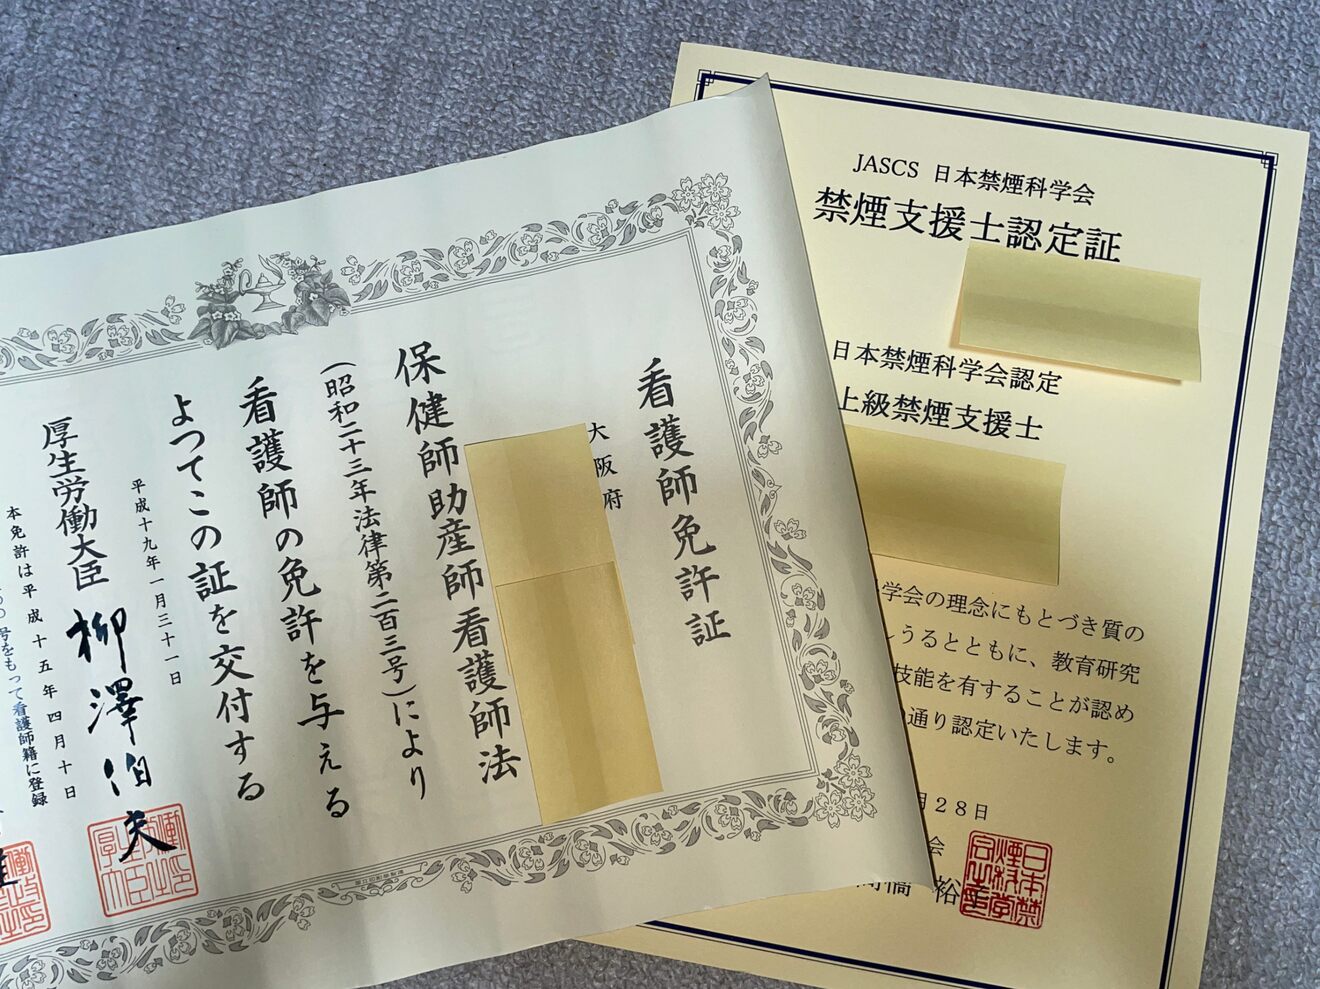 看護師免許証
大阪府
保健師助産師看護師法
(昭和二十三年法律第二百三号)により
看護師の免許を与える
よつてこの証を交付する
平成十九年一月三十一日
厚生労働大臣 柳澤伯夫
本免許は平成十五年四月十日
号をもって看護師籍に登録
JASCS 日本禁煙科学会
禁煙支援士認定証
日本禁煙科学会認定
上級禁煙支援士
学会の理念にもとづき質の
しうるとともに、教育研究
技能を有することが認め
通り認定いたします。
月28日
会
髙橋 裕子